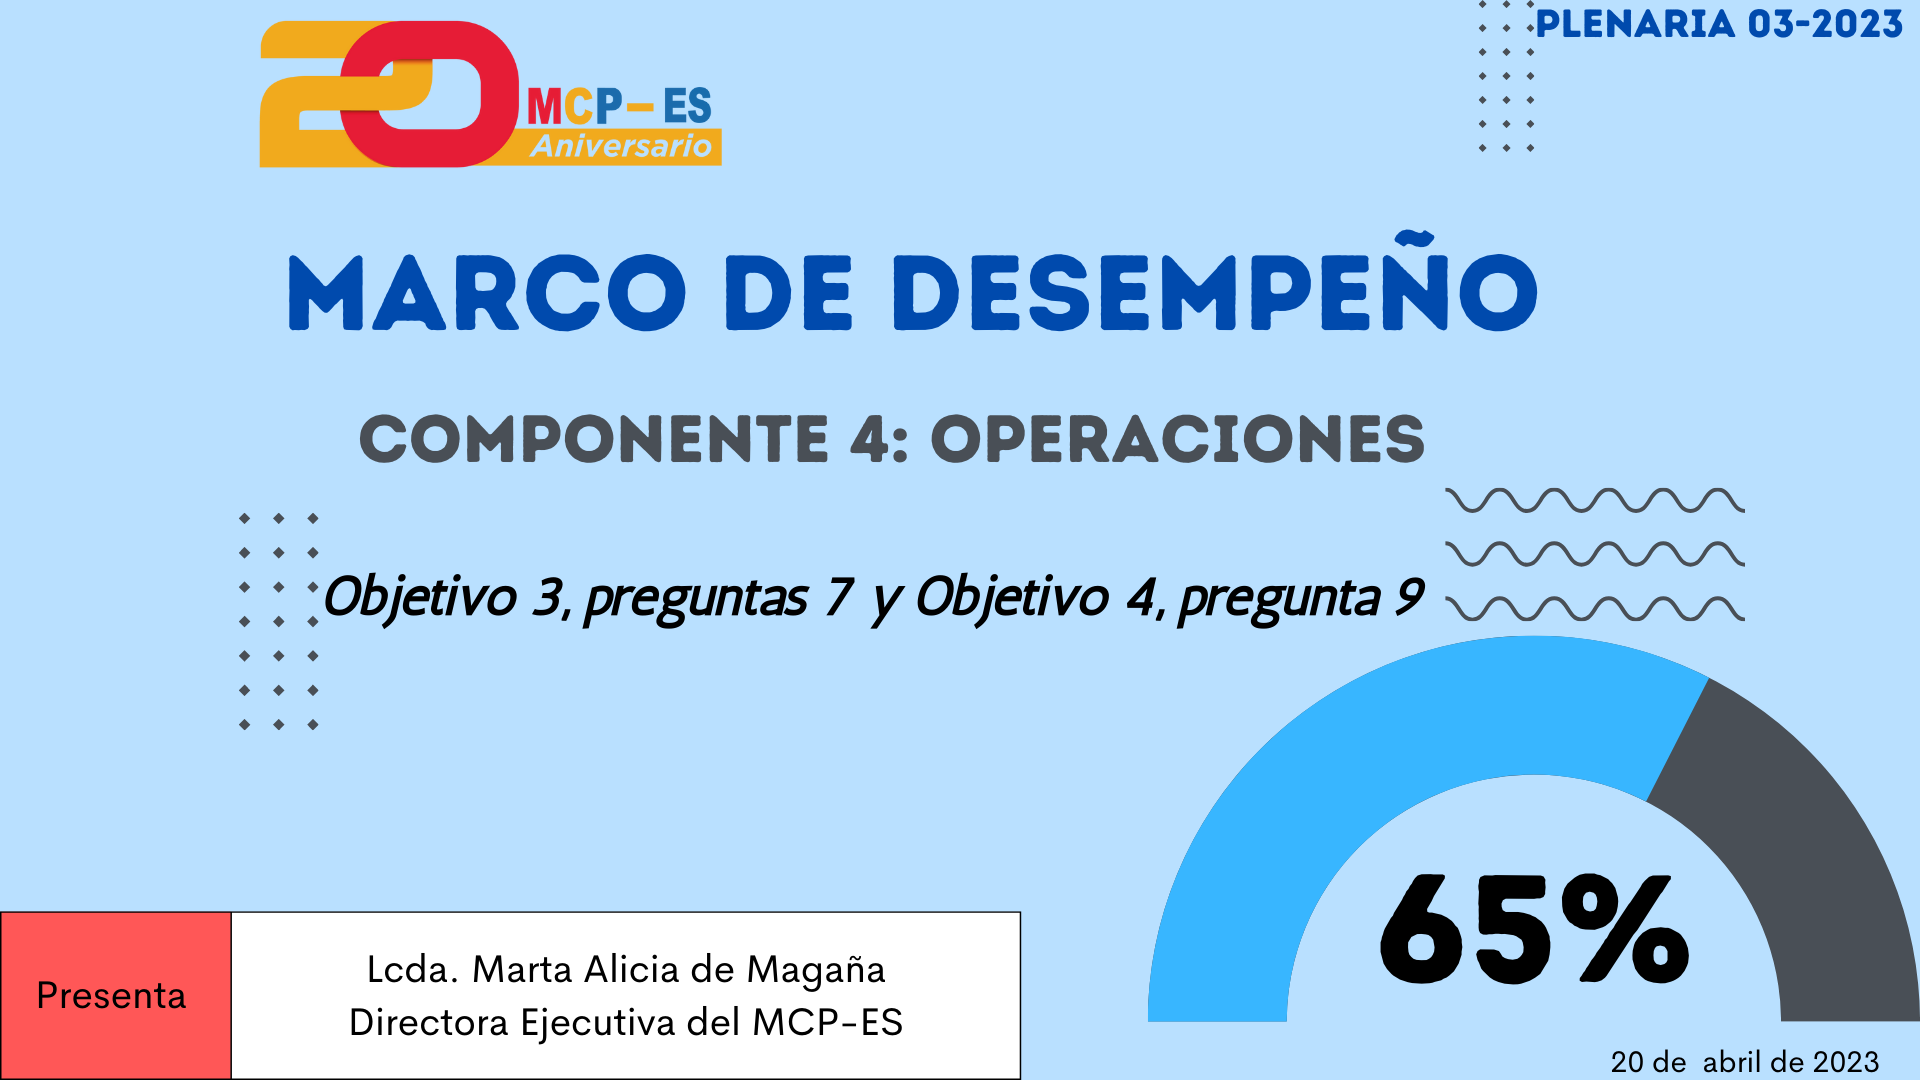 PLENARIA 03-2023
20 MCP-ES
Aniversario
MARCO DE DESEMPEÑO
COMPONENTE 4: OPERACIONES
Objetivo 3, preguntas 7 y Objetivo 4, pregunta 9
65%
Presenta
Lcda. Marta Alicia de Magaña
Directora Ejecutiva del MCP-ES
20 de abril de 2023